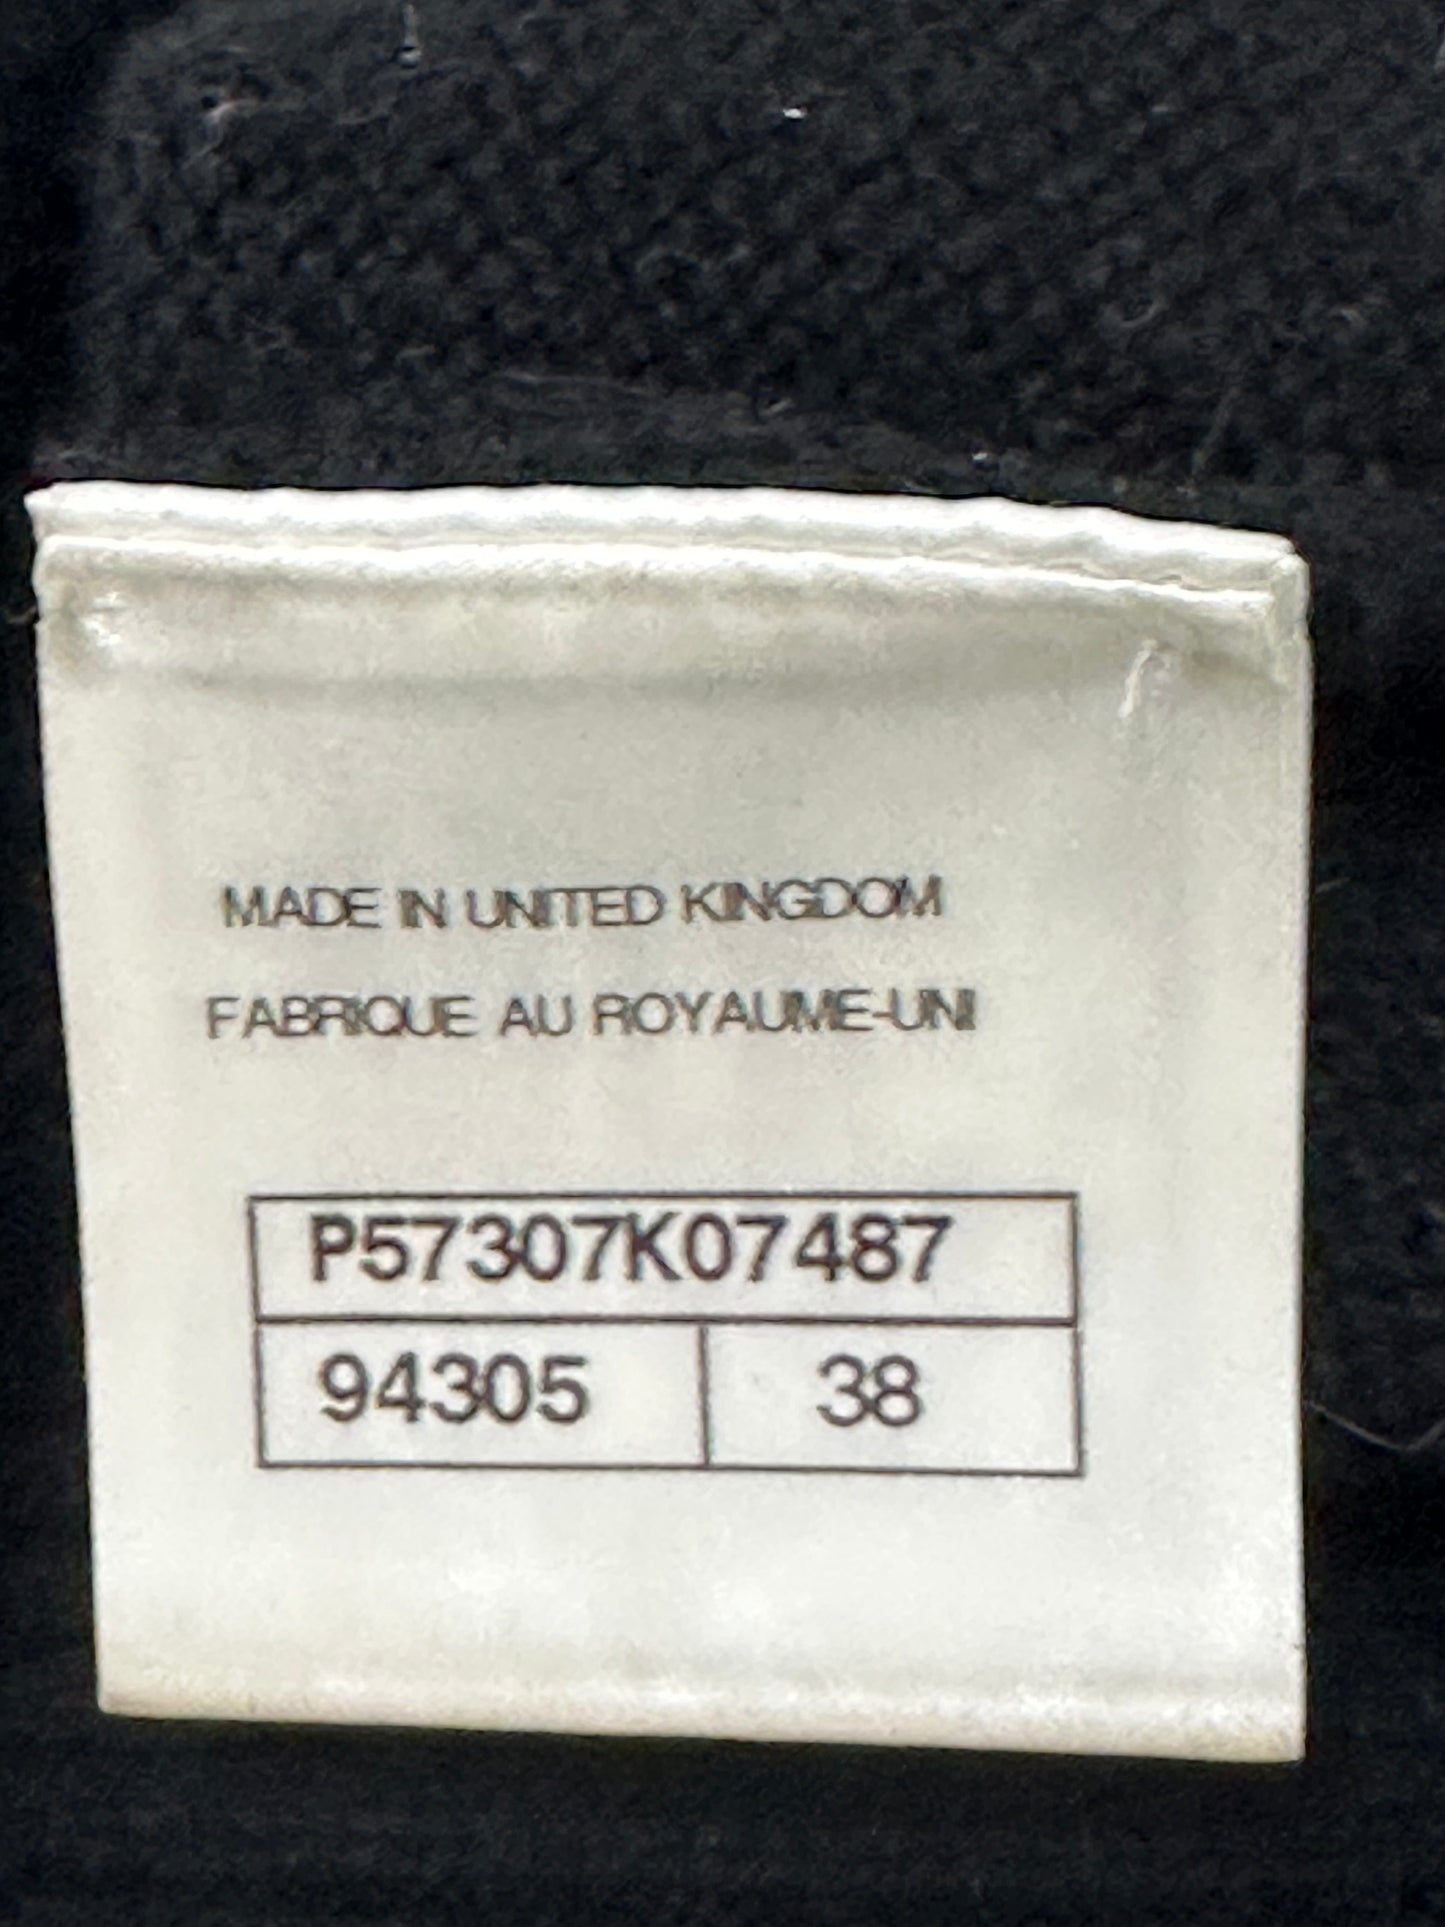 MADE IN UNITED KINGDOM
FABRIQUE AU ROYAUME-UNI
P57307K07487
94305 38